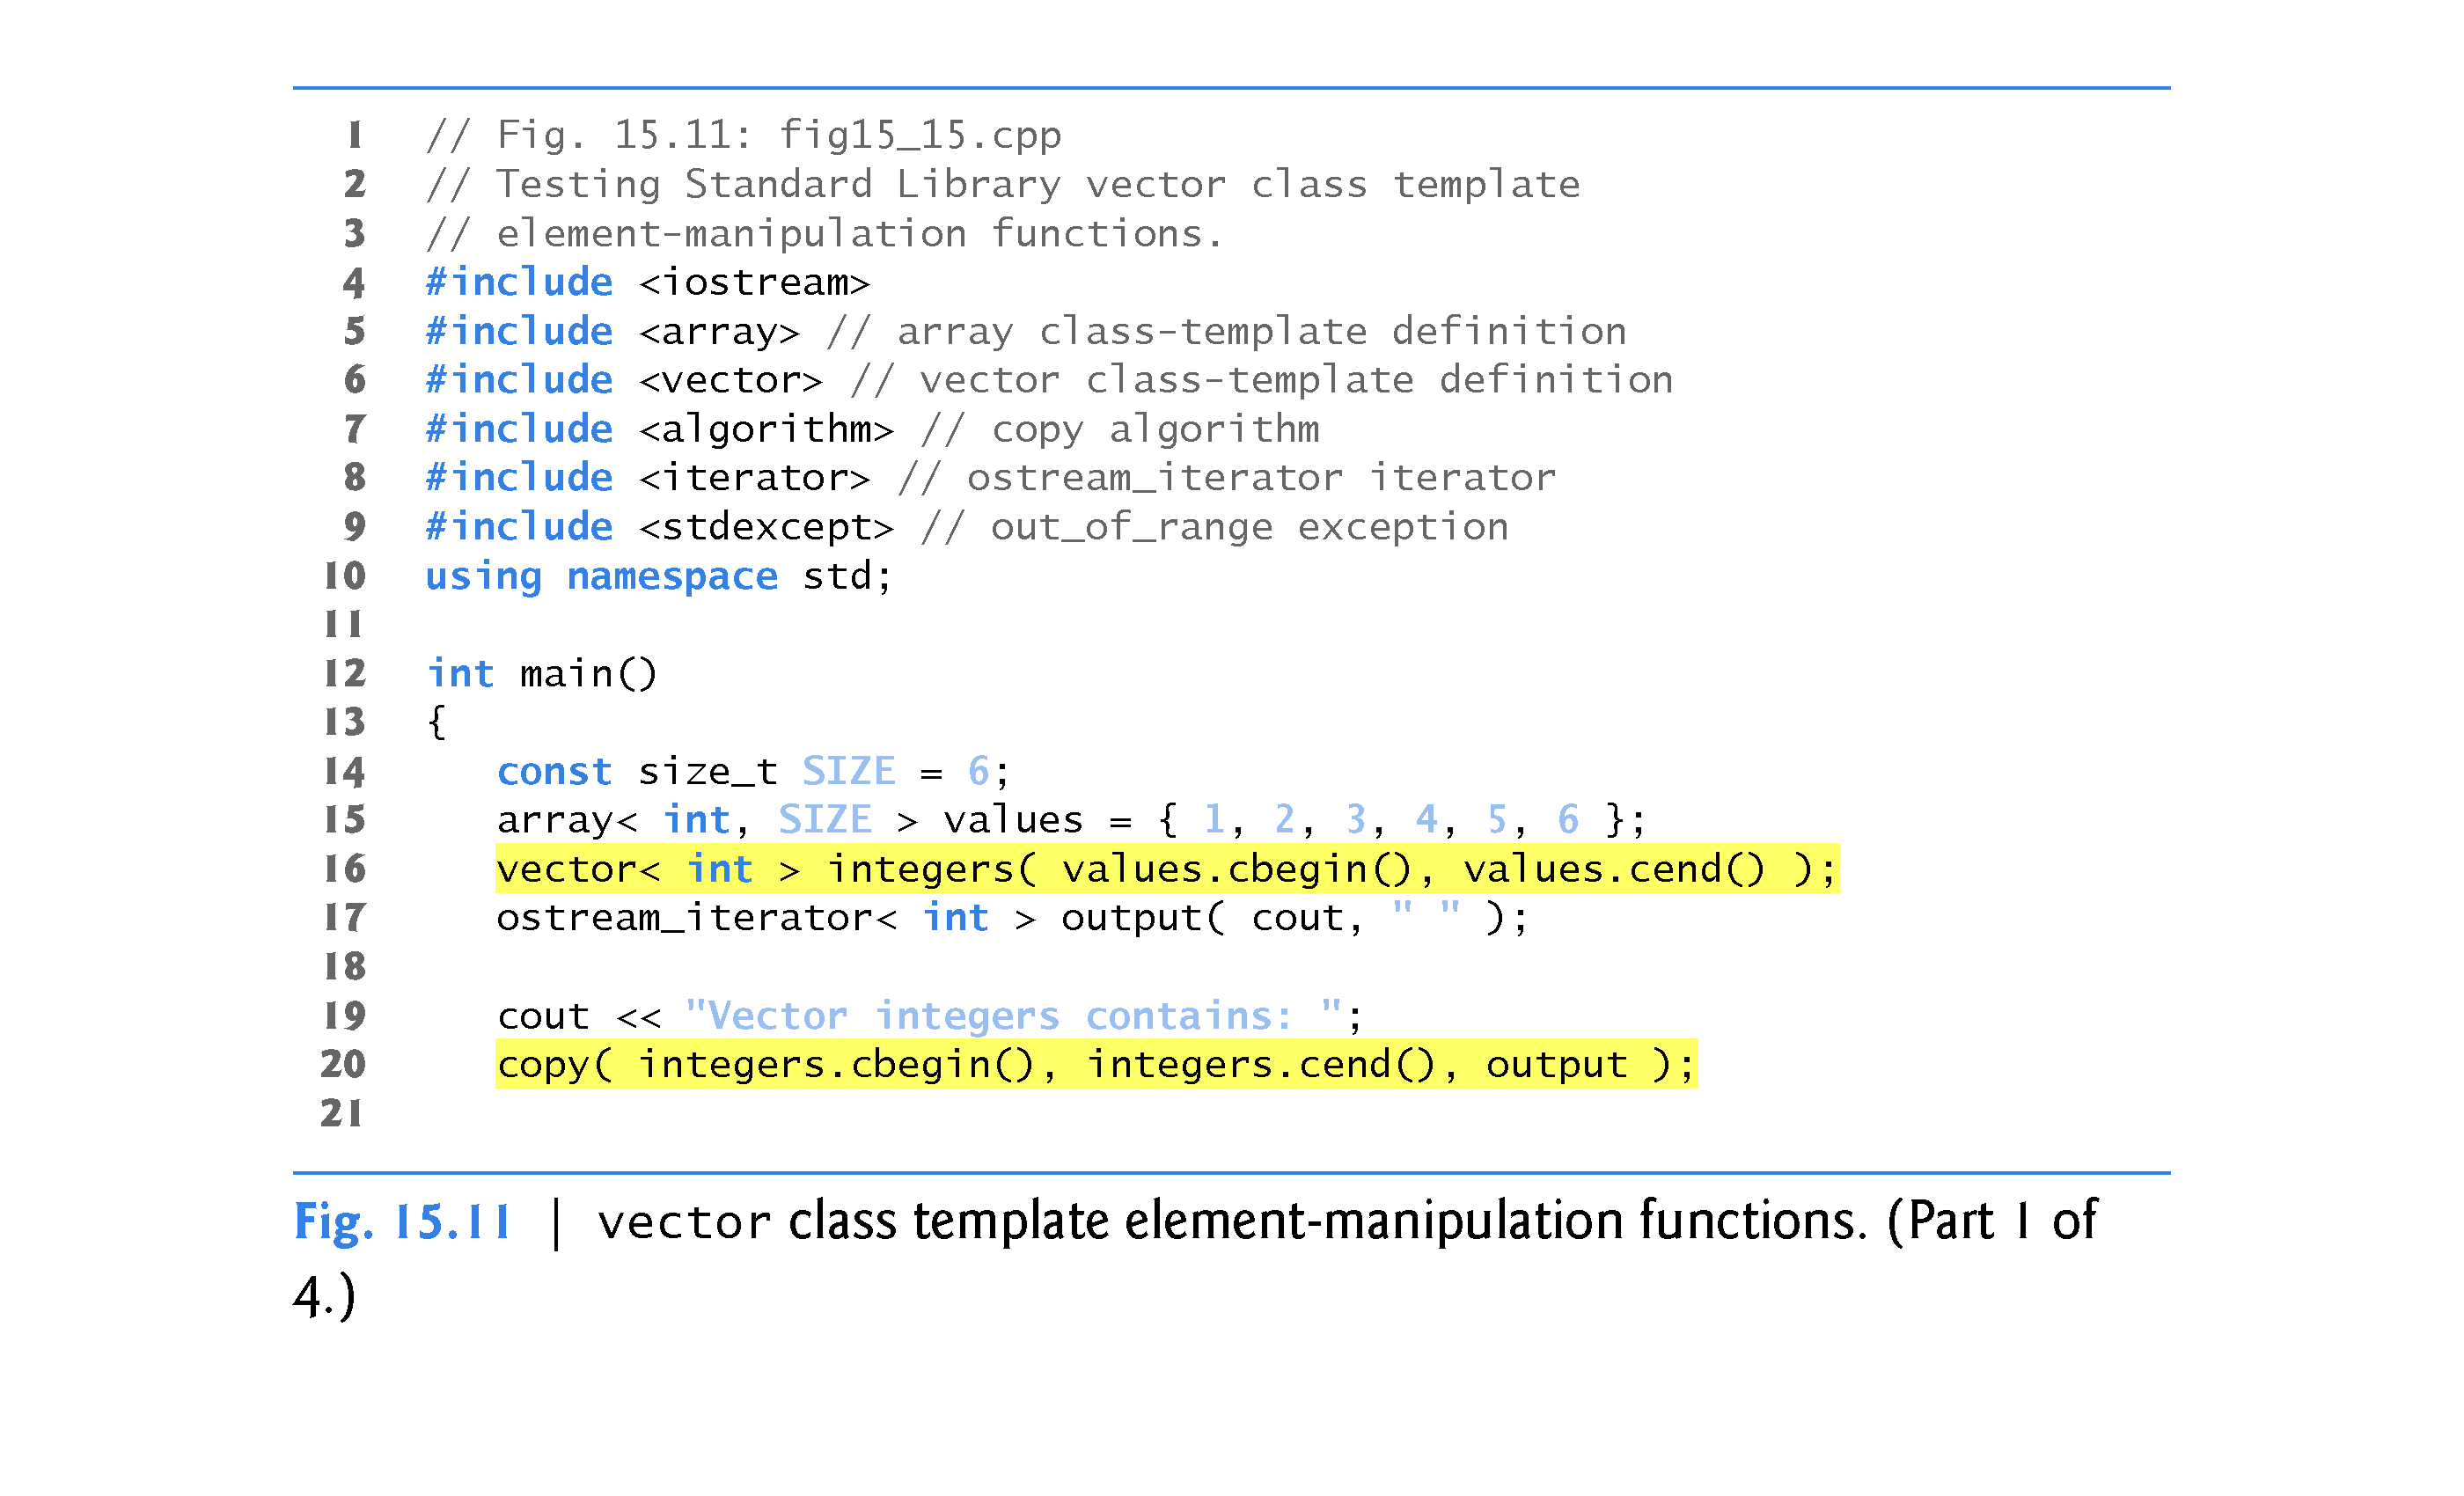 1 // Fig. 15.11: fig15_15.cpp
2 // Testing Standard Library vector class template
3 // element-manipulation functions.
4 #include <iostream>
5 #include <array> // array class-template definition
6 #include <vector> // vector class-template definition
7 #include <algorithm> // copy algorithm
8 #include <iterator> // ostream_iterator iterator
9 #include <stdexcept> // out_of_range exception
10 using namespace std;
11
12 int main()
13 {
14 const size_t SIZE = 6;
15 array< int, SIZE > values = { 1, 2, 3, 4, 5, 6 };
16 vector< int > integers( values.cbegin(), values.cend() );
17 ostream_iterator< int > output( cout, " " );
18
19 cout << "Vector integers contains: ";
20 copy( integers.cbegin(), integers.cend(), output );
21
Fig. 15.11 | vector class template element-manipulation functions. (Part 1 of
4.)